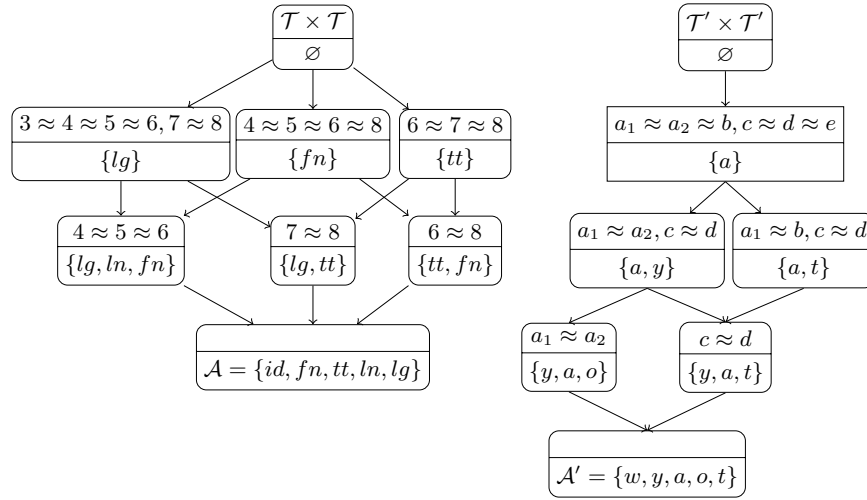 𝒯 × 𝒯
∅
3 ≈ 4 ≈ 5 ≈ 6, 7 ≈ 8
{lg}
4 ≈ 5 ≈ 6 ≈ 8
{fn}
6 ≈ 7 ≈ 8
{tt}
4 ≈ 5 ≈ 6
{lg, ln, fn}
7 ≈ 8
{lg, tt}
6 ≈ 8
{tt, fn}
𝒜 = {id, fn, tt, ln, lg}
𝒯′ × 𝒯′
∅
a₁ ≈ a₂ ≈ b, c ≈ d ≈ e
{a}
a₁ ≈ a₂, c ≈ d
{a, y}
a₁ ≈ b, c ≈ d
{a, t}
a₁ ≈ a₂
{y, a, o}
c ≈ d
{y, a, t}
𝒜′ = {w, y, a, o, t}